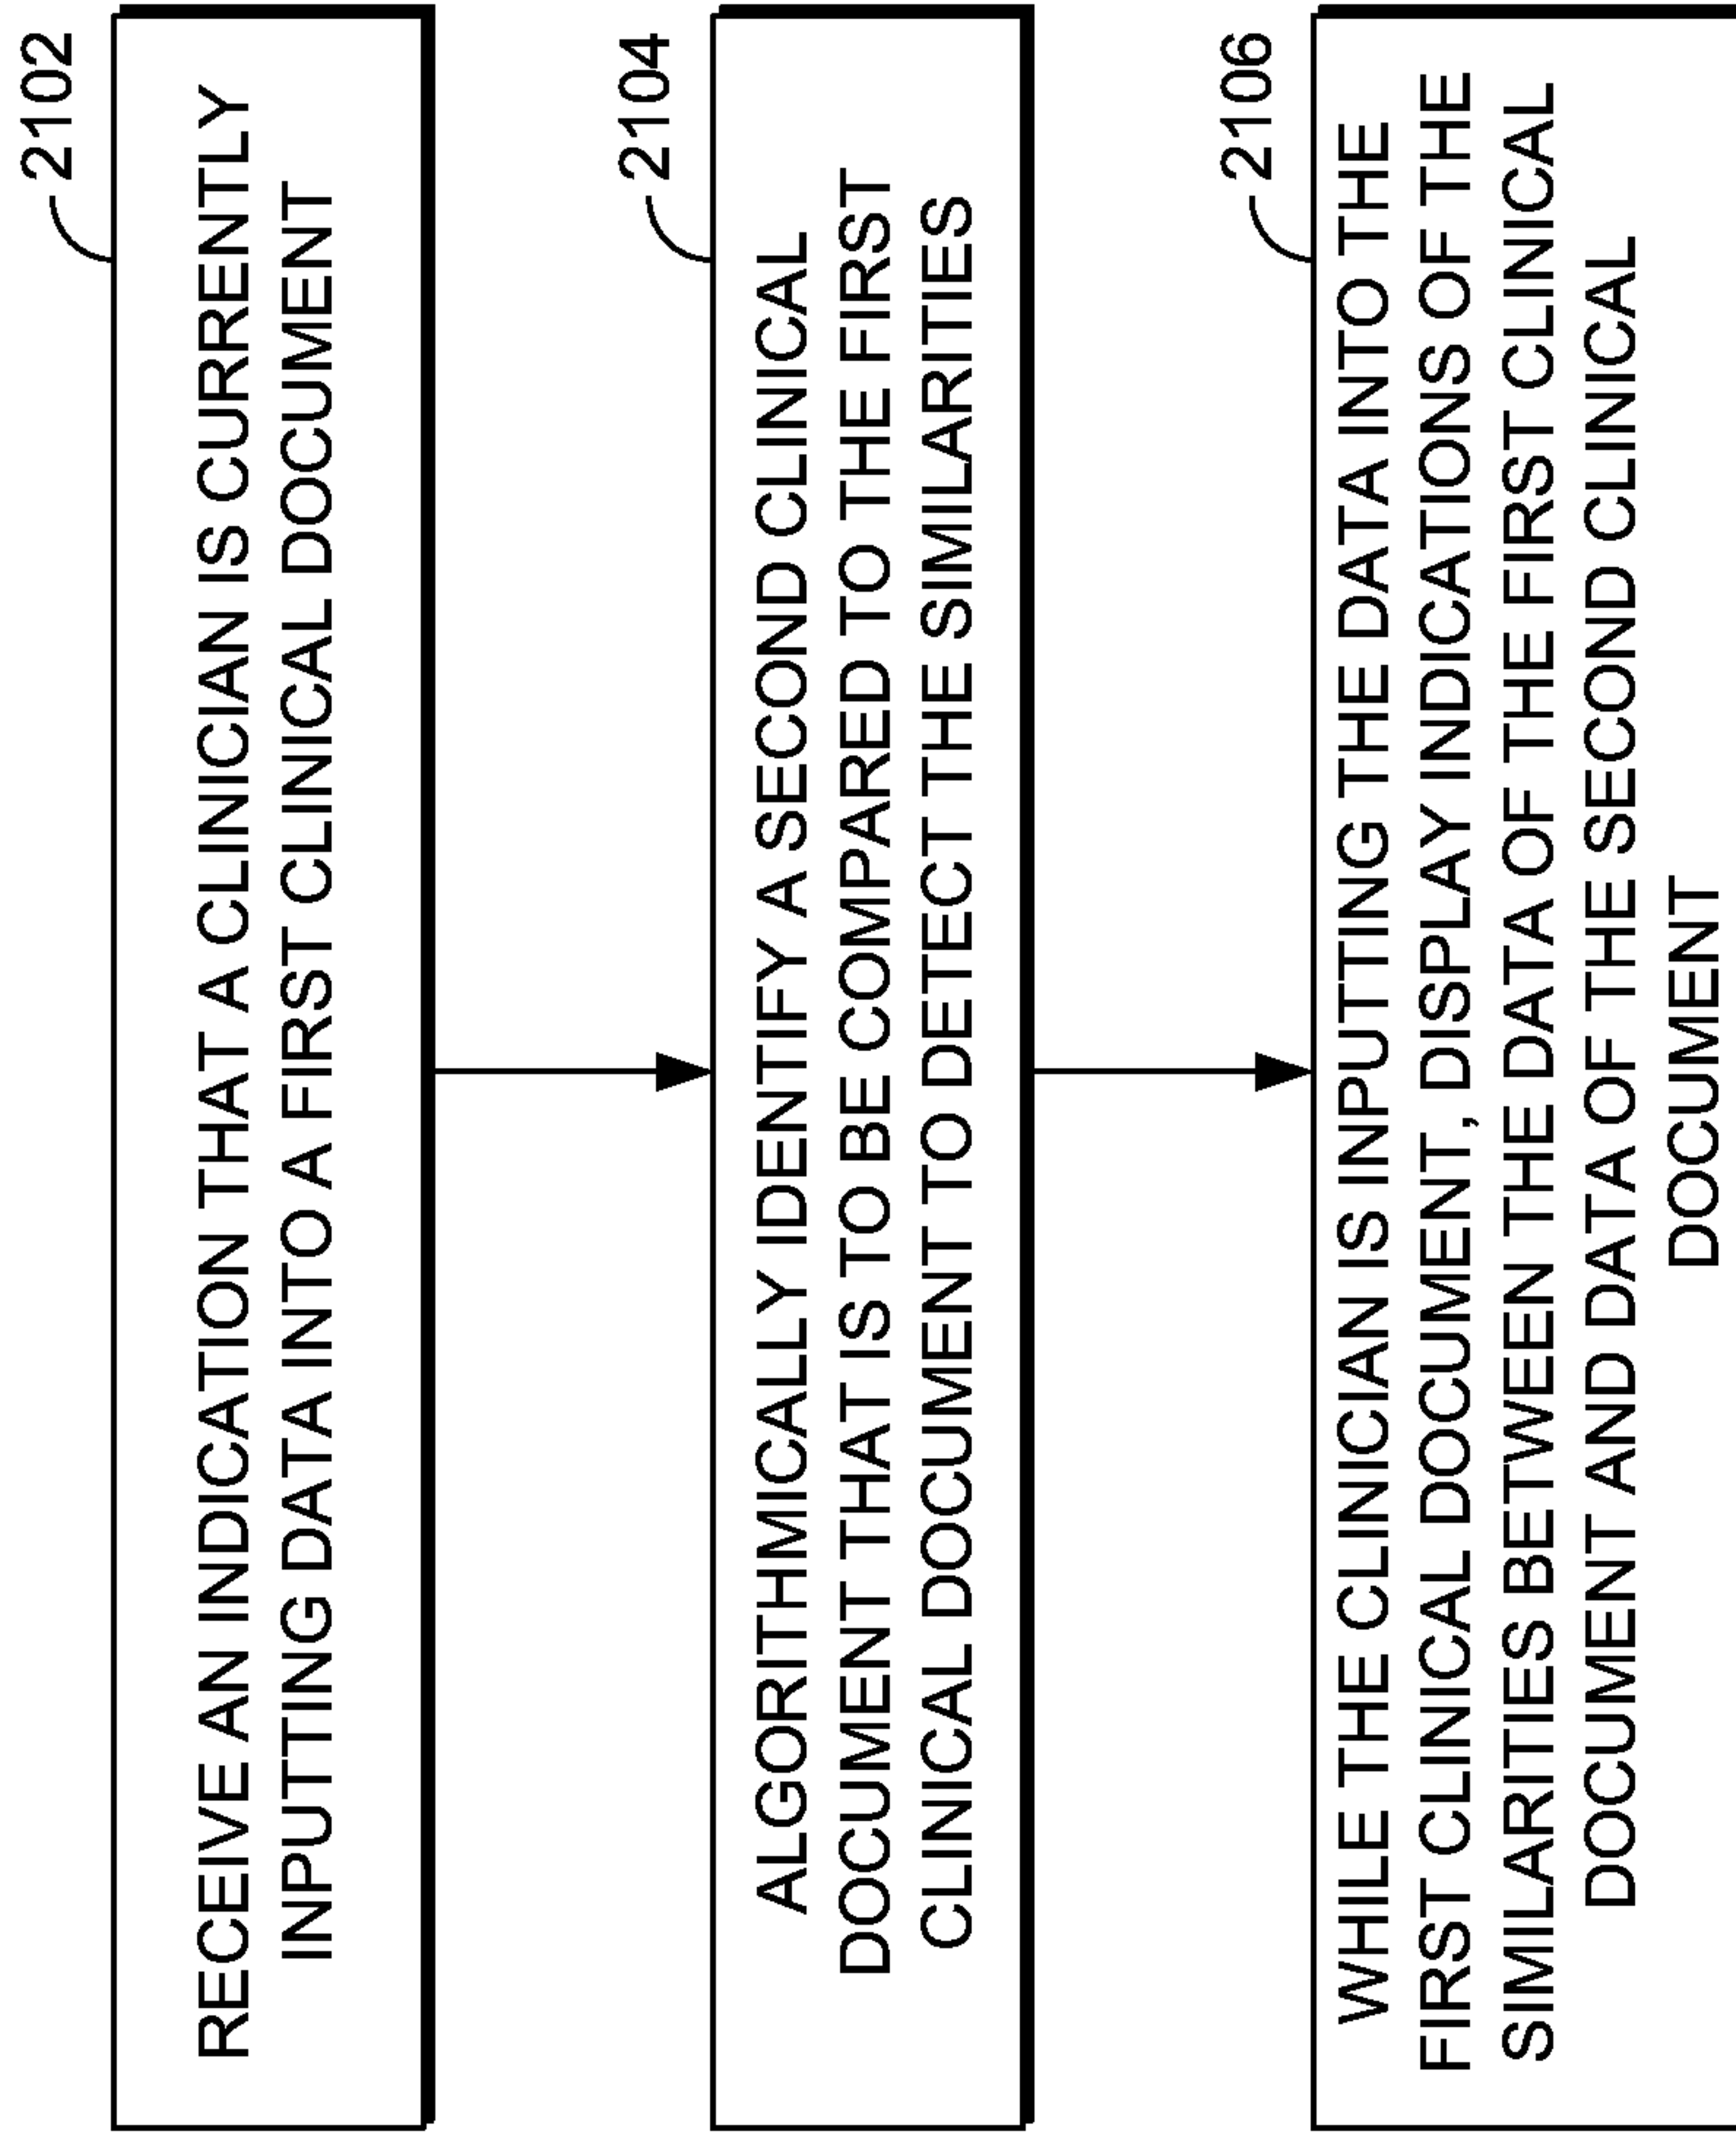 2102
RECEIVE AN INDICATION THAT A CLINICIAN IS CURRENTLY
INPUTTING DATA INTO A FIRST CLINICAL DOCUMENT
2104
ALGORITHMICALLY IDENTIFY A SECOND CLINICAL
DOCUMENT THAT IS TO BE COMPARED TO THE FIRST
CLINICAL DOCUMENT TO DETECT THE SIMILARITIES
2106
WHILE THE CLINICIAN IS INPUTTING THE DATA INTO THE
FIRST CLINICAL DOCUMENT, DISPLAY INDICATIONS OF THE
SIMILARITIES BETWEEN THE DATA OF THE FIRST CLINICAL
DOCUMENT AND DATA OF THE SECOND CLINICAL
DOCUMENT